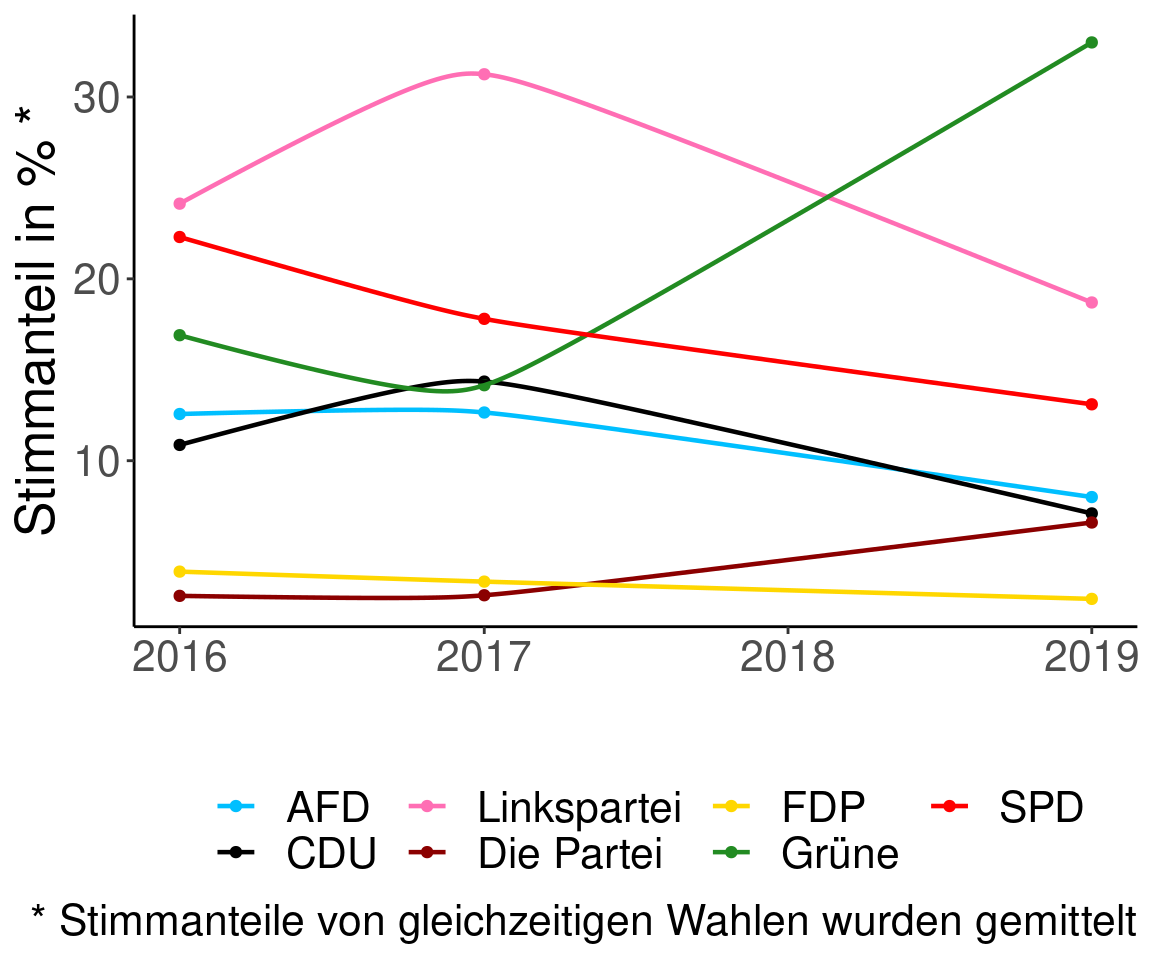 Stimmanteil in % *
30
20
10
2016 2017 2018 2019
AFD Linkspartei FDP SPD
CDU Die Partei Grüne
* Stimmanteile von gleichzeitigen Wahlen wurden gemittelt